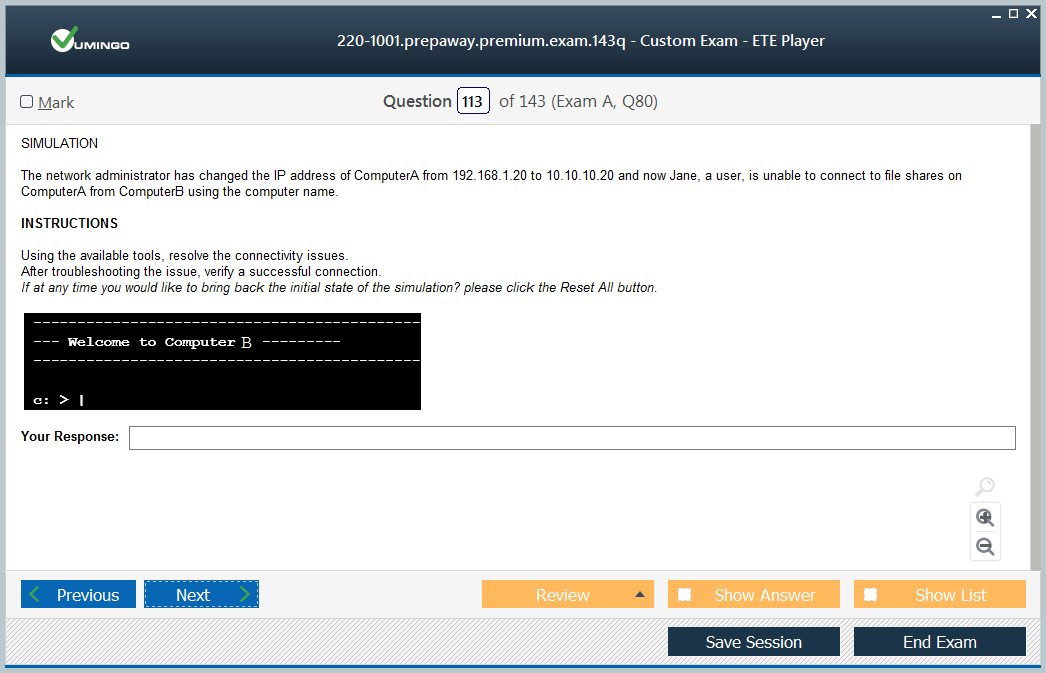 VUMINGO
220-1001.prepaway.premium.exam.143q - Custom Exam - ETE Player
Mark
Question 113 of 143 (Exam A, Q80)
SIMULATION
The network administrator has changed the IP address of ComputerA from 192.168.1.20 to 10.10.10.20 and now Jane, a user, is unable to connect to file shares on
ComputerA from ComputerB using the computer name.
INSTRUCTIONS
Using the available tools, resolve the connectivity issues.
After troubleshooting the issue, verify a successful connection.
If at any time you would like to bring back the initial state of the simulation? please click the Reset All button.
---------------------------------------------
--- Welcome to Computer B ---------
---------------------------------------------
c: > |
Your Response:
Previous Next Review Show Answer Show List
Save Session End Exam